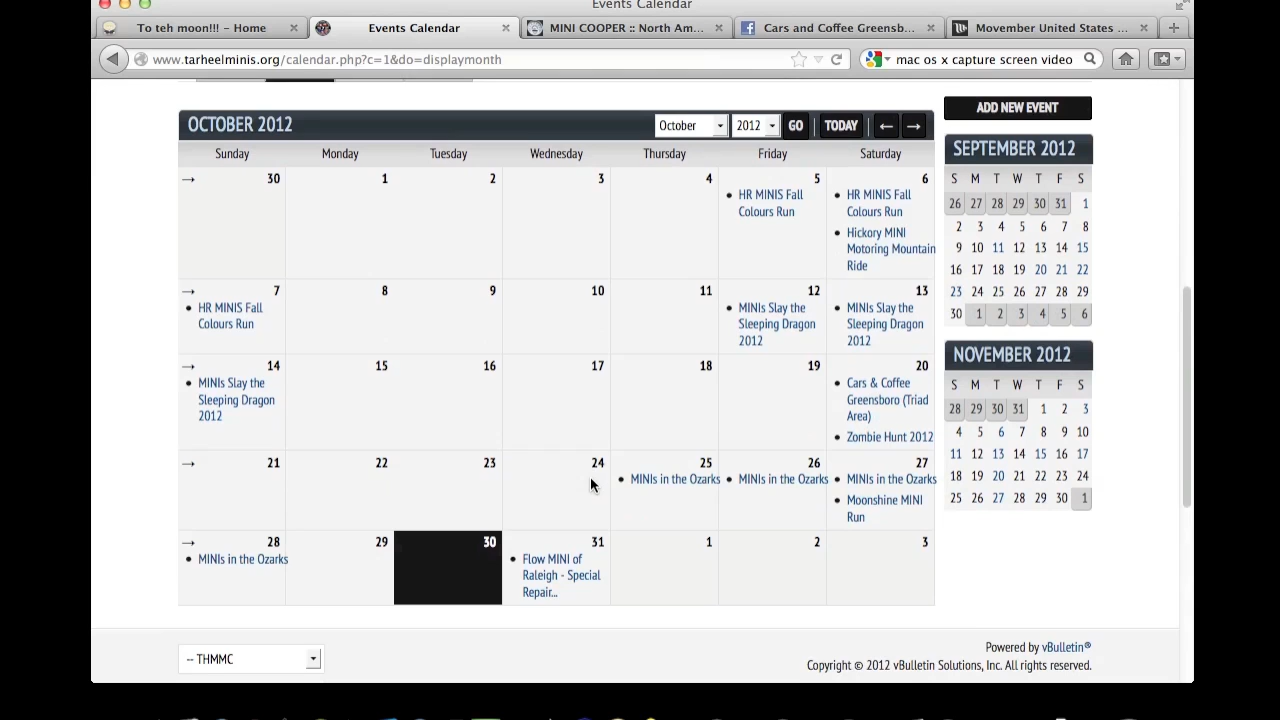 Events Calendar
To teh moon!!! – Home
Events Calendar
MINI COOPER :: North Am...
Cars and Coffee Greensb...
Movember United States ...
www.tarheelminis.org/calendar.php?c=1&do=displaymonth
mac os x capture screen video
OCTOBER 2012
October 2012 GO TODAY ← →
Sunday Monday Tuesday Wednesday Thursday Friday Saturday
→ 30 1 2 3 4 5 6
HR MINIS Fall
Colours Run
HR MINIS Fall
Colours Run
Hickory MINI
Motoring Mountain
Ride
→ 7 8 9 10 11 12 13
HR MINIS Fall
Colours Run
MINIs Slay the
Sleeping Dragon
2012
MINIs Slay the
Sleeping Dragon
2012
→ 14 15 16 17 18 19 20
MINIs Slay the
Sleeping Dragon
2012
Cars & Coffee
Greensboro (Triad
Area)
Zombie Hunt 2012
→ 21 22 23 24 25 26 27
MINIs in the Ozarks
MINIs in the Ozarks
MINIs in the Ozarks
Moonshine MINI
Run
→ 28 29 30 31 1 2 3
MINIs in the Ozarks
Flow MINI of
Raleigh - Special
Repair...
ADD NEW EVENT
SEPTEMBER 2012
S M T W T F S
26 27 28 29 30 31 1
2 3 4 5 6 7 8
9 10 11 12 13 14 15
16 17 18 19 20 21 22
23 24 25 26 27 28 29
30 1 2 3 4 5 6
NOVEMBER 2012
S M T W T F S
28 29 30 31 1 2 3
4 5 6 7 8 9 10
11 12 13 14 15 16 17
18 19 20 21 22 23 24
25 26 27 28 29 30 1
-- THMMC
Powered by vBulletin®
Copyright © 2012 vBulletin Solutions, Inc. All rights reserved.